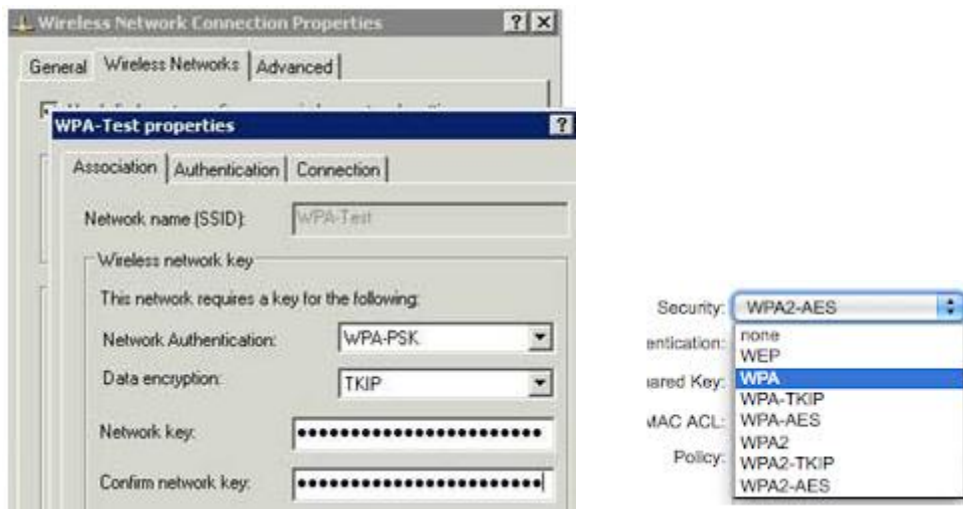 Wireless Network Connection Properties
General Wireless Networks Advanced
WPA-Test properties
Association Authentication Connection
Network name (SSID): WPA-Test
Wireless network key
This network requires a key for the following:
Network Authentication: WPA-PSK
Data encryption: TKIP
Network key:
Confirm network key:
Security: WPA2-AES
entication: none
WEP
ared Key: WPA
WPA-TKIP
MAC ACL: WPA-AES
WPA2
Policy: WPA2-TKIP
WPA2-AES